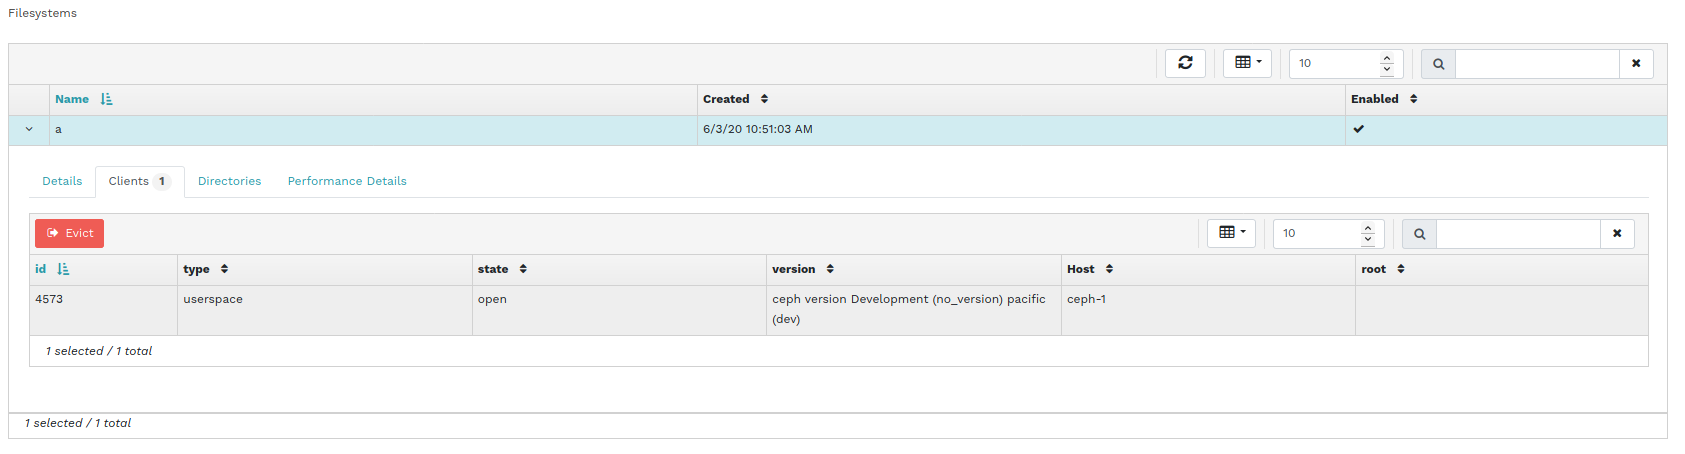 Filesystems
10
Name Created Enabled
a 6/3/20 10:51:03 AM
Details Clients 1 Directories Performance Details
Evict 10
id type state version Host root
4573 userspace open ceph version Development (no_version) pacific ceph-1
(dev)
1 selected / 1 total
1 selected / 1 total